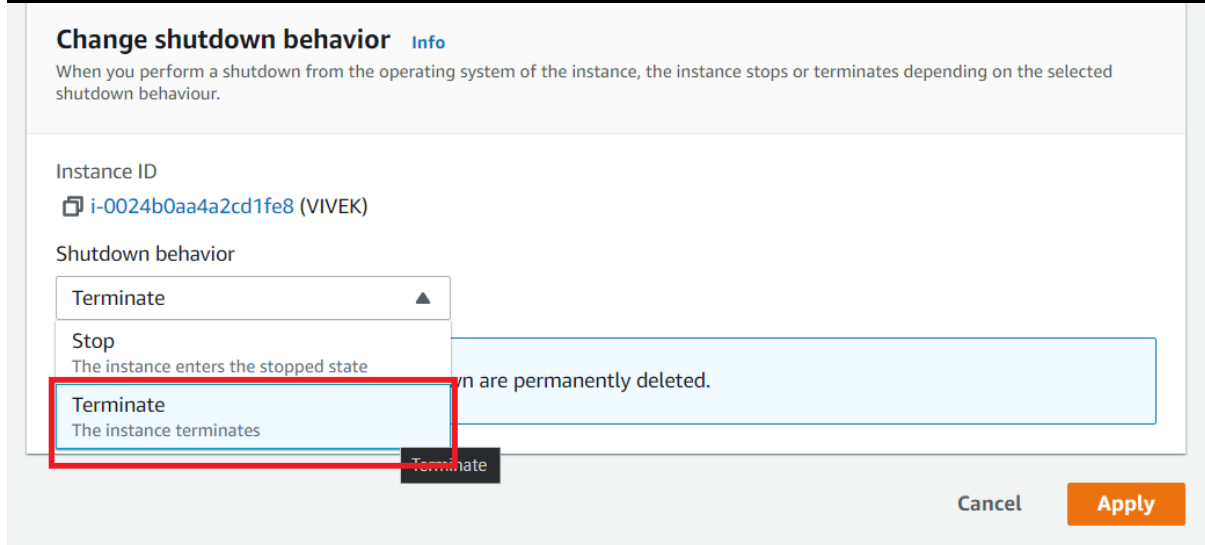 Change shutdown behavior Info
When you perform a shutdown from the operating system of the instance, the instance stops or terminates depending on the selected
shutdown behaviour.
Instance ID
i-0024b0aa4a2cd1fe8 (VIVEK)
Shutdown behavior
Terminate
Stop
The instance enters the stopped state
are permanently deleted.
Terminate
The instance terminates
Terminate
Cancel Apply